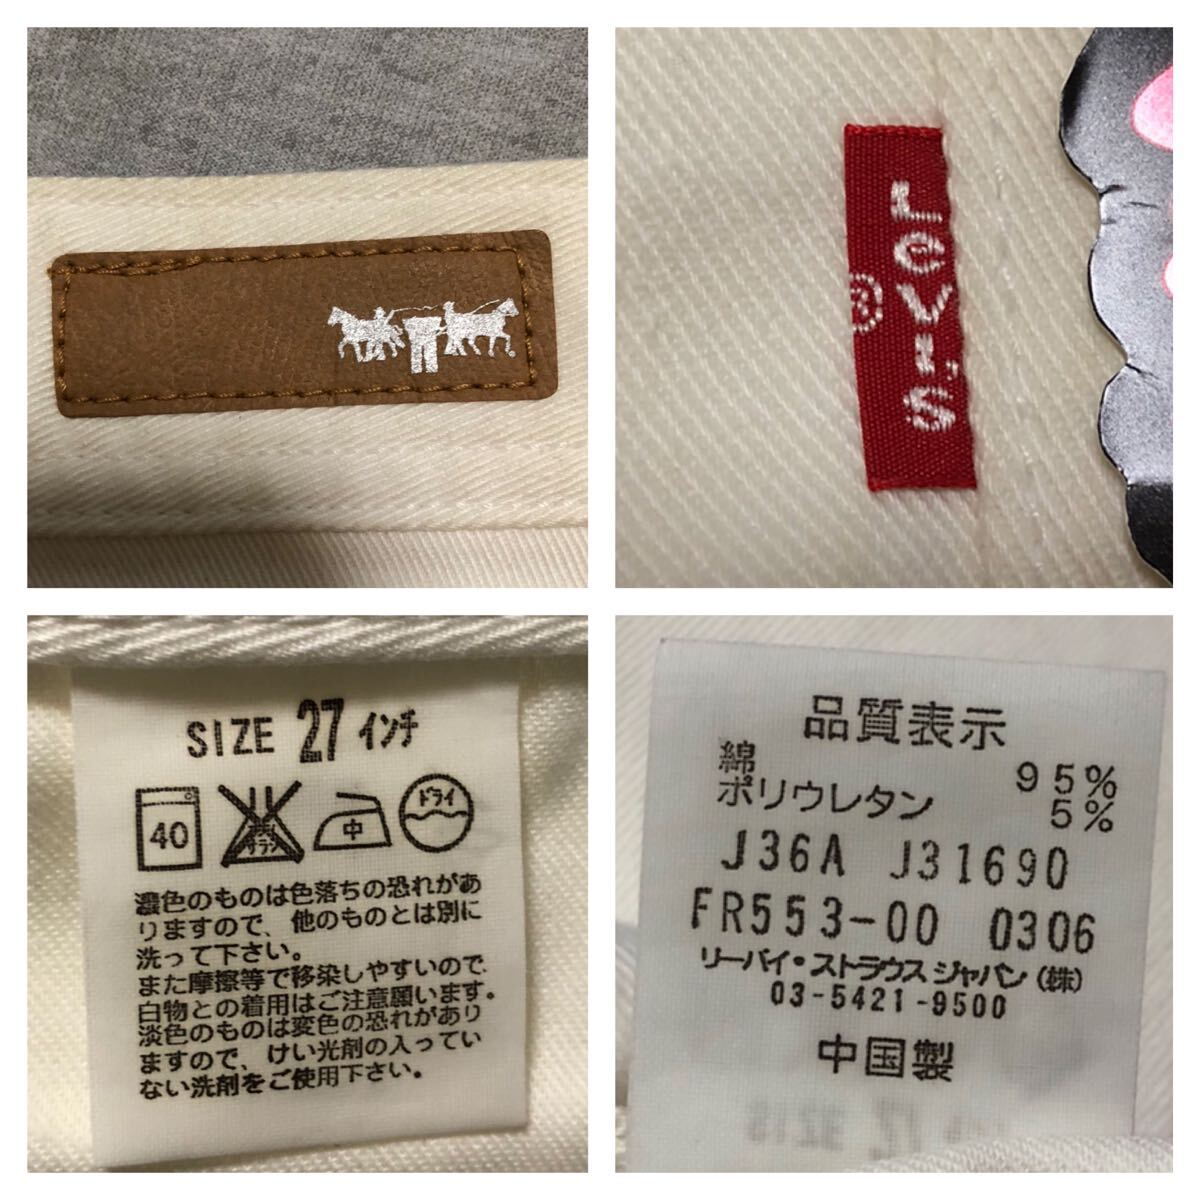 LEVI'S
®
SIZE 27 インチ
40 エンソ サラシ 中 ドライ
濃色のものは色落ちの恐れがあ
りますので、他のものとは別に
洗って下さい。
また摩擦等で移染しやすいので、
白物との着用はご注意願います。
淡色のものは変色の恐れがあり
ますので、けい光剤の入ってい
ない洗剤をご使用下さい。
品質表示
綿 95%
ポリウレタン 5%
J36A J31690
FR553-00 0306
リーバイ・ストラウス ジャパン(株)
03-5421-9500
中国製